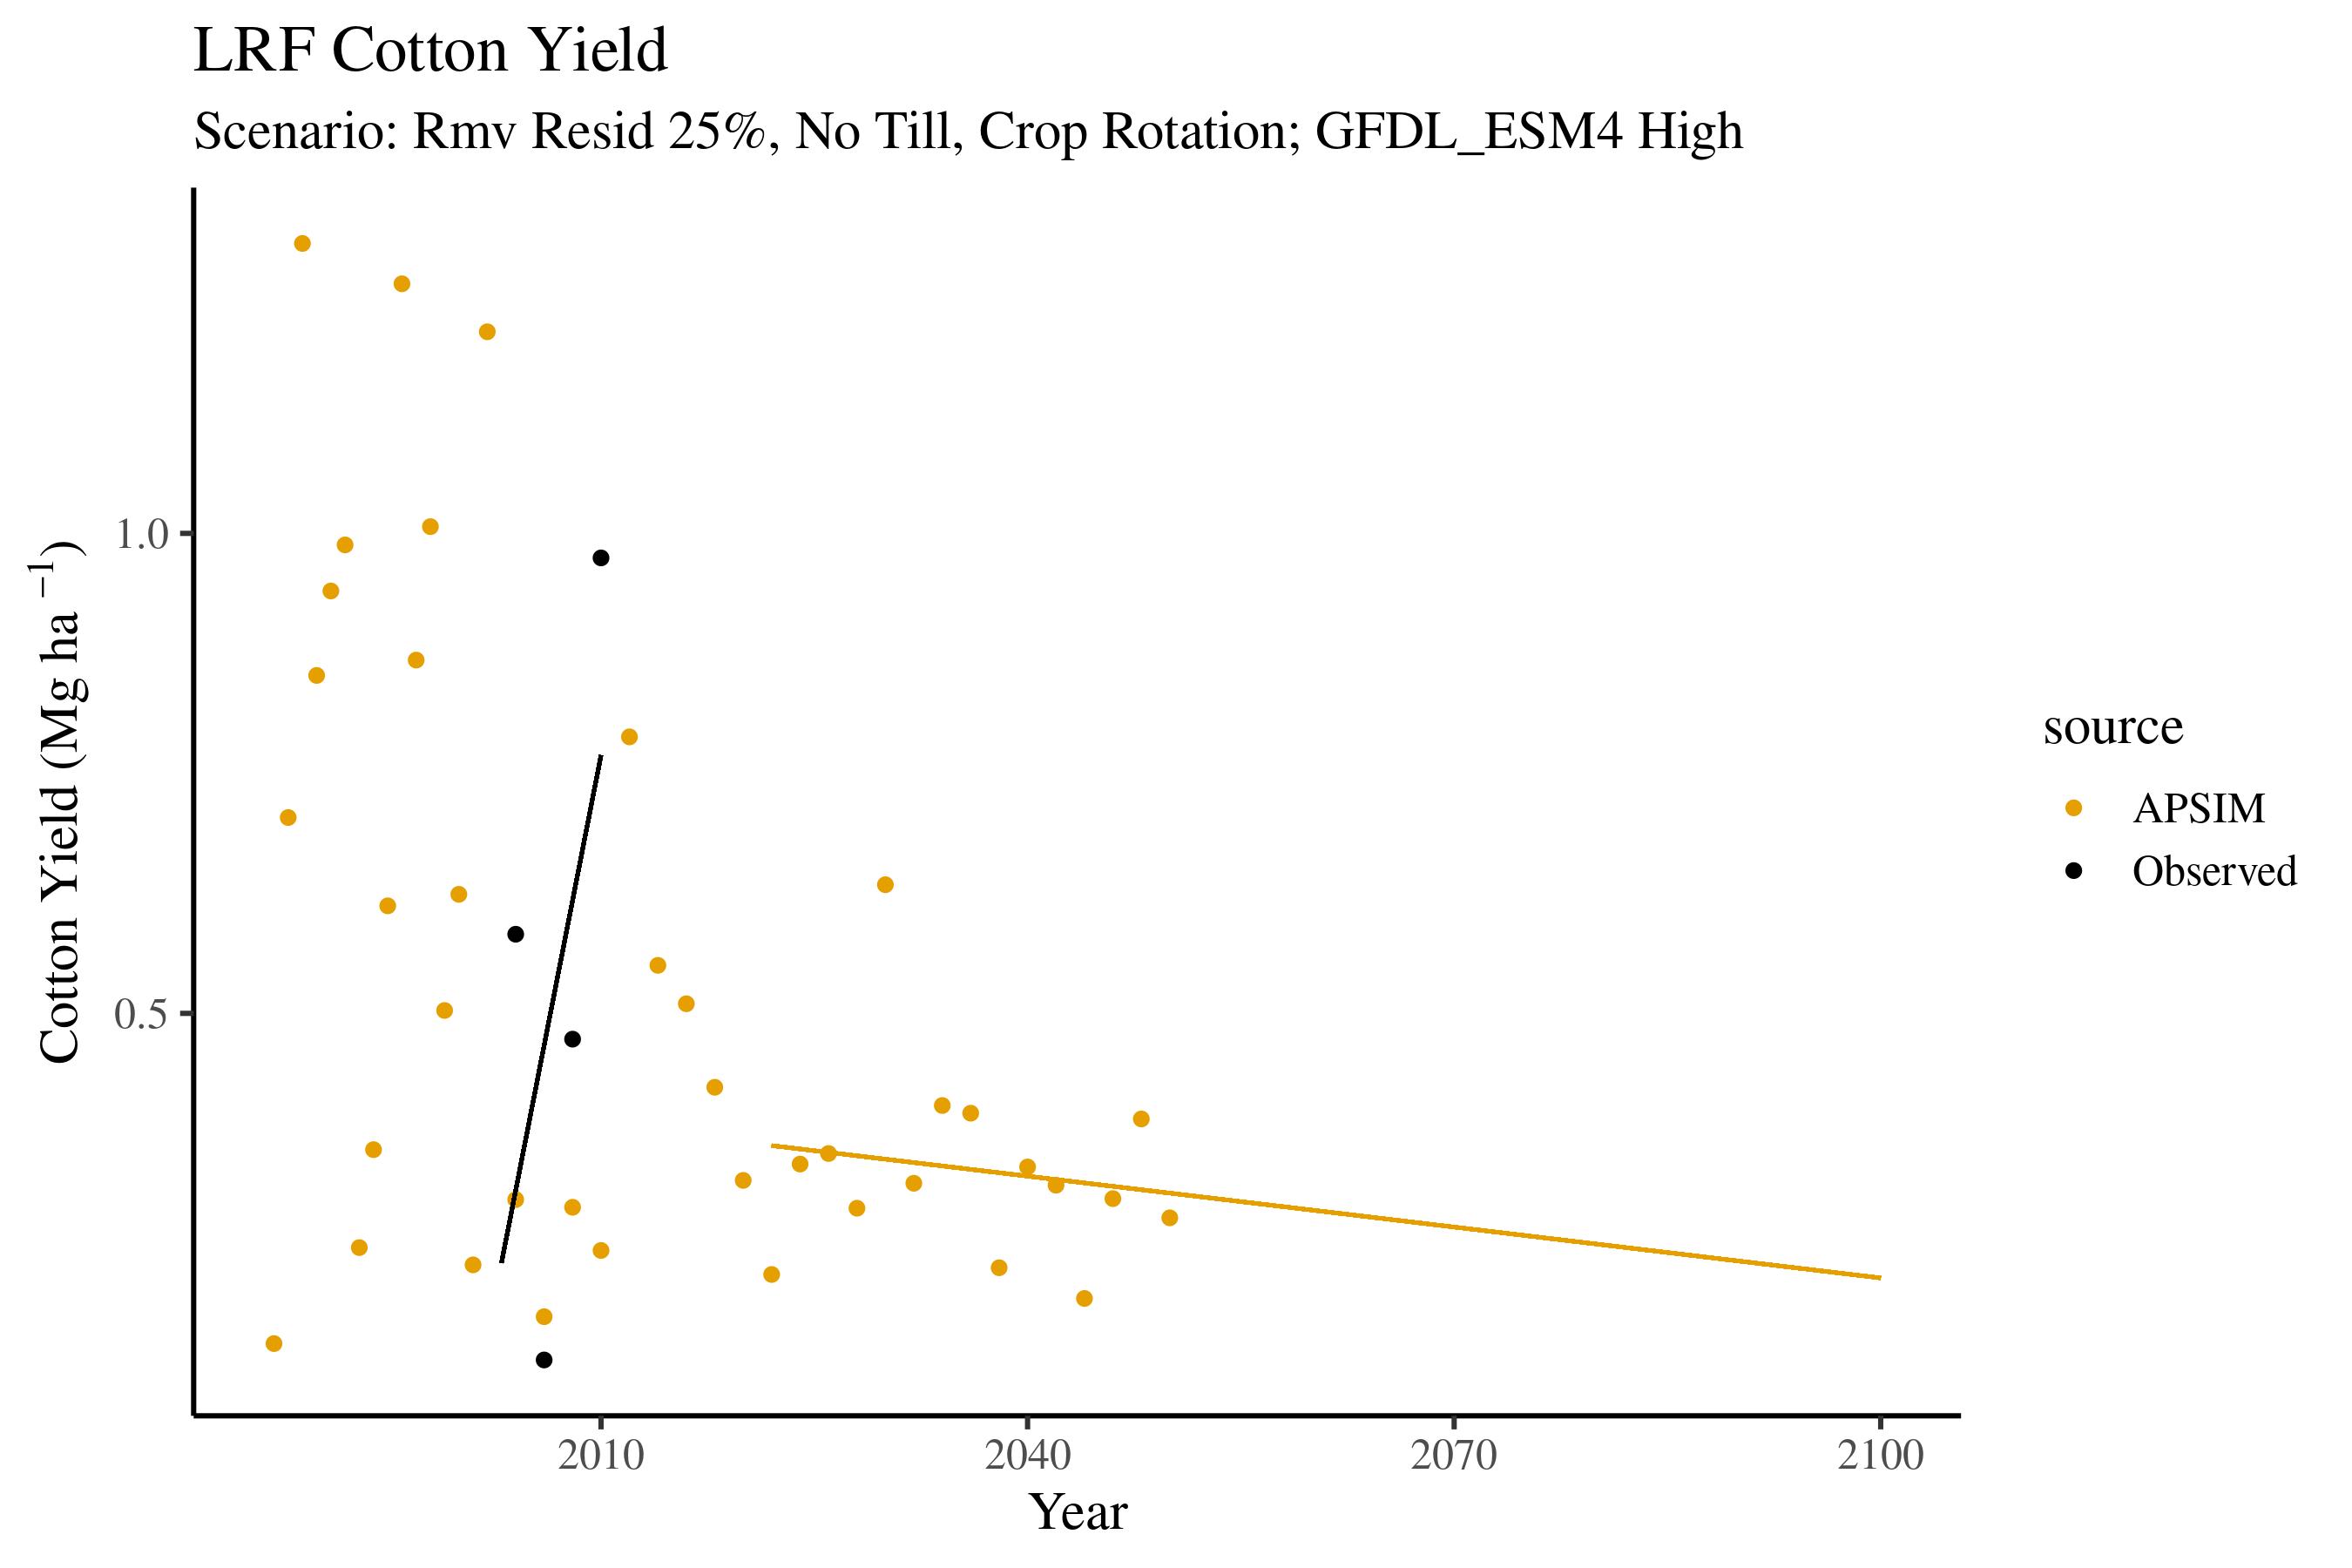 LRF Cotton Yield
Scenario: Rmv Resid 25%, No Till, Crop Rotation; GFDL_ESM4 High
Cotton Yield (Mg ha −1)
1.0
0.5
2010
2040
2070
2100
Year
source
APSIM
Observed